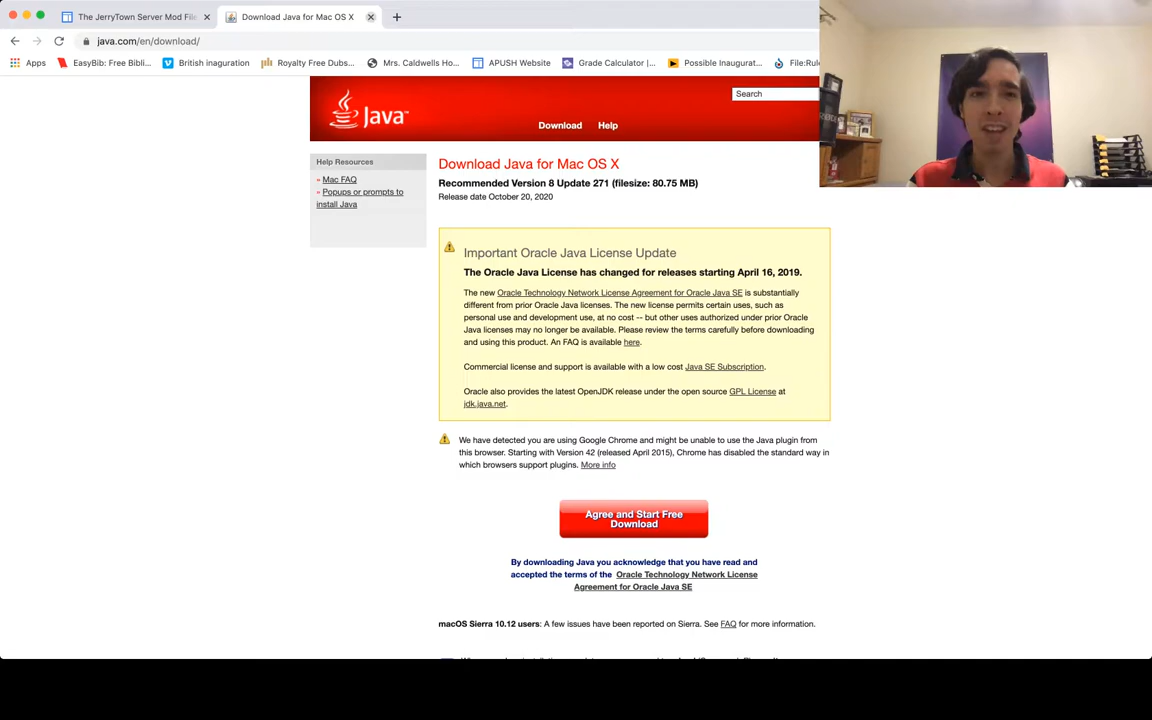 The JerryTown Server Mod File
Download Java for Mac OS X
java.com/en/download/
Apps
EasyBib: Free Bibli...
British inaguration
Royalty Free Dubs...
Mrs. Caldwells Ho...
APUSH Website
Grade Calculator |...
Possible Inaugurat...
File:Rule
Java™
Search
Download
Help
Help Resources
» Mac FAQ
» Popups or prompts to
install Java
Download Java for Mac OS X
Recommended Version 8 Update 271 (filesize: 80.75 MB)
Release date October 20, 2020
Important Oracle Java License Update
The Oracle Java License has changed for releases starting April 16, 2019.
The new Oracle Technology Network License Agreement for Oracle Java SE is substantially
different from prior Oracle Java licenses. The new license permits certain uses, such as
personal use and development use, at no cost -- but other uses authorized under prior Oracle
Java licenses may no longer be available. Please review the terms carefully before downloading
and using this product. An FAQ is available here.
Commercial license and support is available with a low cost Java SE Subscription.
Oracle also provides the latest OpenJDK release under the open source GPL License at
jdk.java.net.
We have detected you are using Google Chrome and might be unable to use the Java plugin from
this browser. Starting with Version 42 (released April 2015), Chrome has disabled the standard way in
which browsers support plugins. More info
Agree and Start Free
Download
By downloading Java you acknowledge that you have read and
accepted the terms of the Oracle Technology Network License
Agreement for Oracle Java SE
macOS Sierra 10.12 users: A few issues have been reported on Sierra. See FAQ for more information.